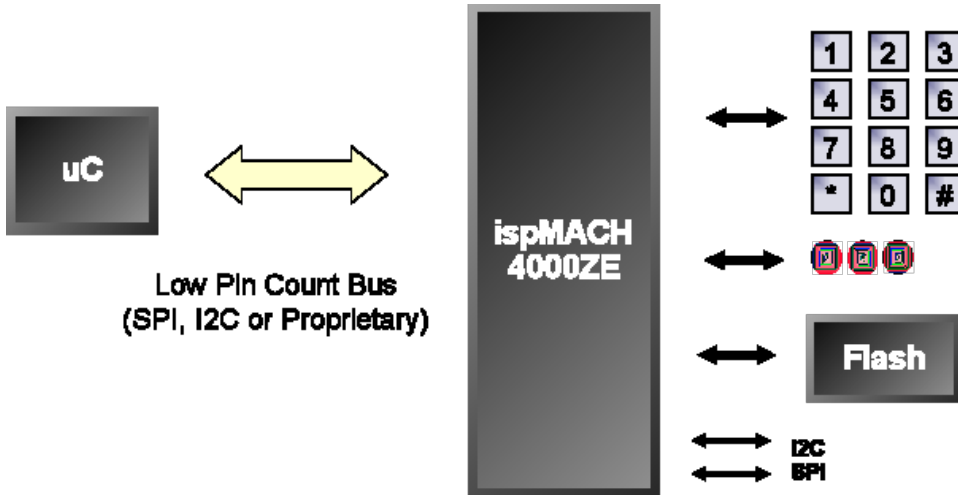 uC
Low Pin Count Bus
(SPI, I2C or Proprietary)
ispMACH
4000ZE
1 2 3
4 5 6
7 8 9
* 0 #
Flash
I2C
SPI